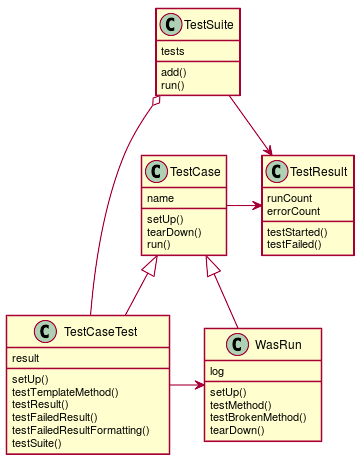 C TestSuite
tests
add()
run()
C TestCase
name
setUp()
tearDown()
run()
C TestResult
runCount
errorCount
testStarted()
testFailed()
C TestCaseTest
result
setUp()
testTemplateMethod()
testResult()
testFailedResult()
testFailedResultFormatting()
testSuite()
C WasRun
log
setUp()
testMethod()
testBrokenMethod()
tearDown()